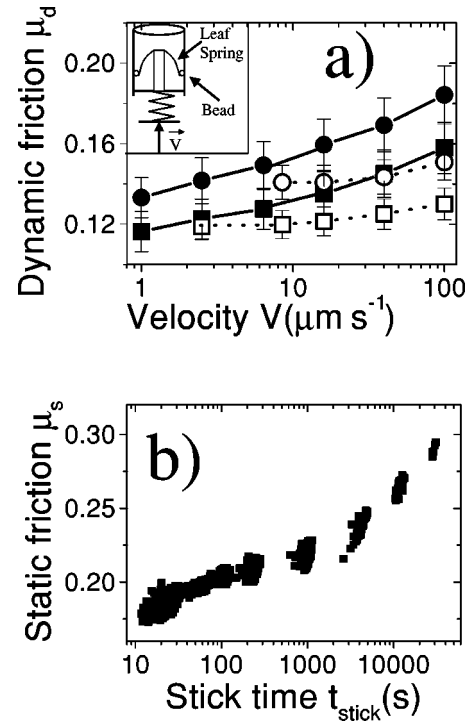 Leaf
Spring
Bead
V
a)
0.20
0.16
0.12
Dynamic friction μd
1
10
100
Velocity V(μm s⁻¹)
b)
0.30
0.25
0.20
Static friction μs
10
100
1000
10000
Stick time tstick(s)